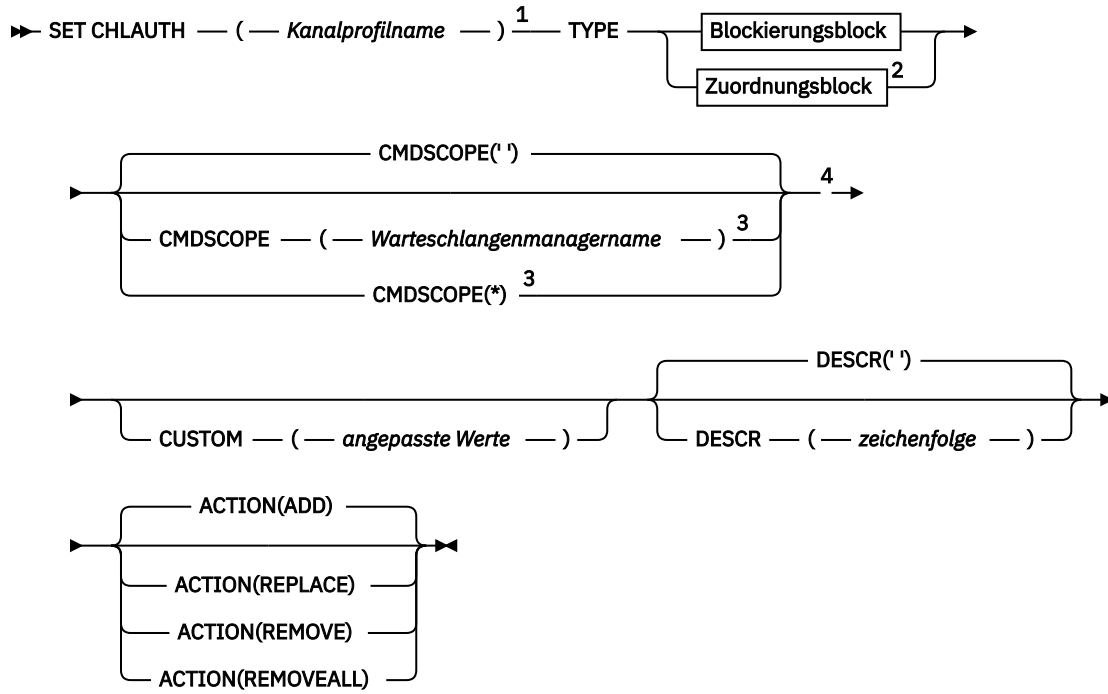 SET CHLAUTH ( Kanalprofilname ) 1 TYPE Blockierungsblock
Zuordnungsblock 2
CMDSCOPE(' ')
4
CMDSCOPE ( Warteschlangenmanagername ) 3
CMDSCOPE(*) 3
DESCR(' ')
CUSTOM ( angepasste Werte ) DESCR ( zeichenfolge )
ACTION(ADD)
ACTION(REPLACE)
ACTION(REMOVE)
ACTION(REMOVEALL)